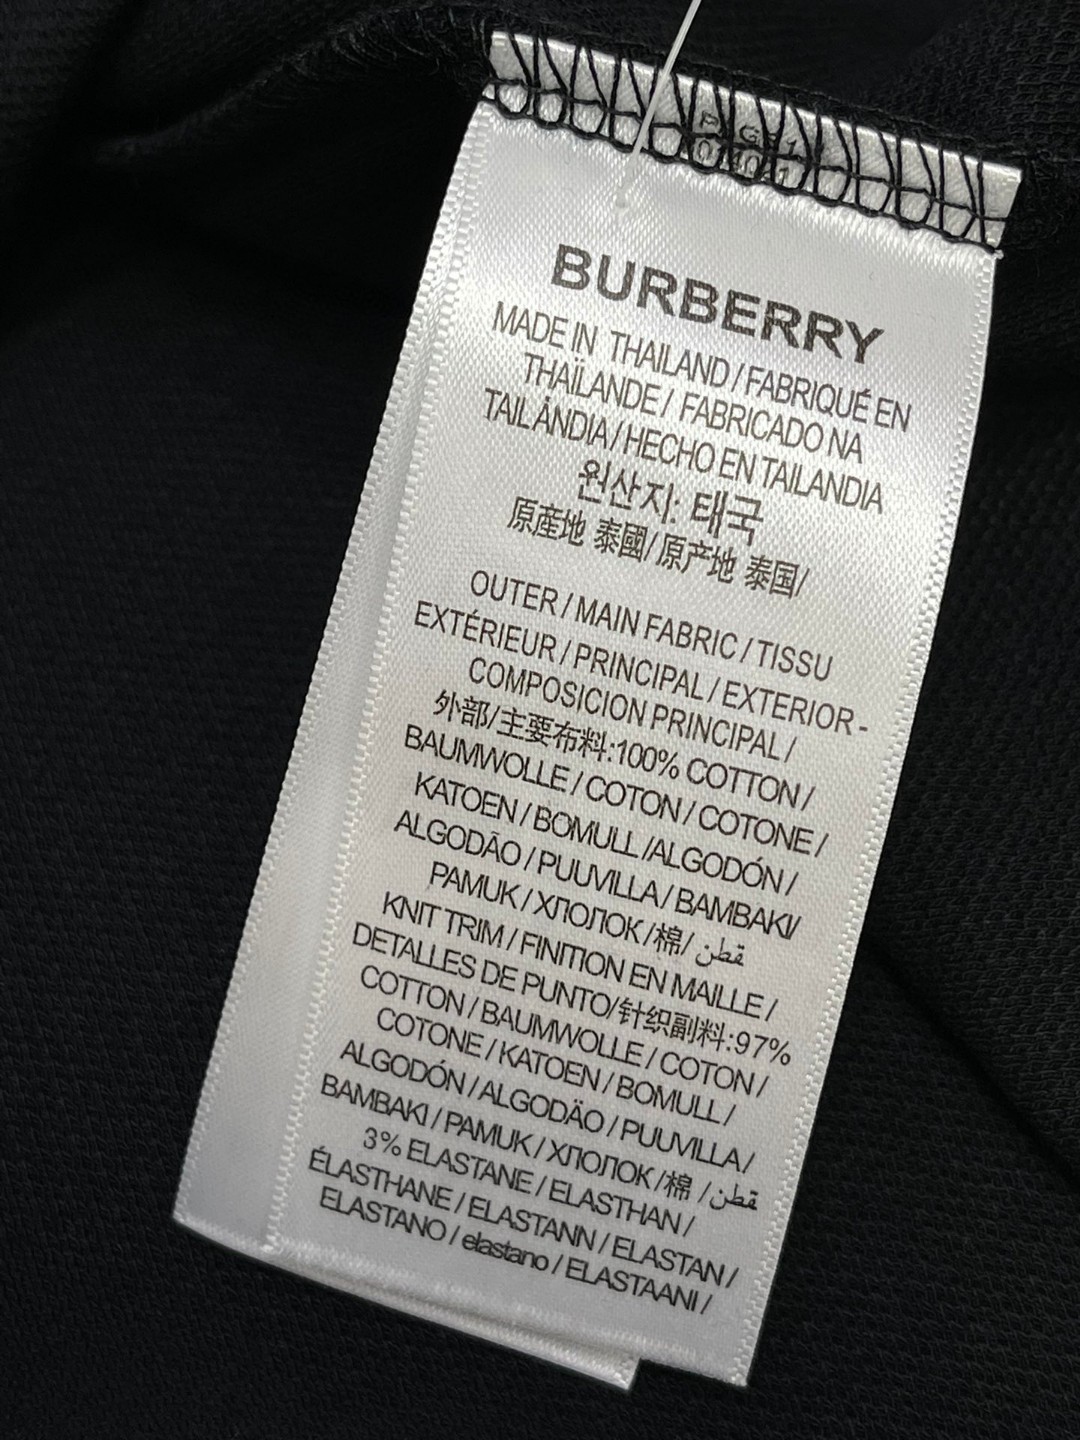 BURBERRY
MADE IN THAILAND / FABRIQUÉ EN
THAÏLANDE / FABRICADO NA
TAILÂNDIA / HECHO EN TAILANDIA
원산지: 태국
原產地 泰國/ 原产地 泰国/
OUTER / MAIN FABRIC / TISSU
EXTÉRIEUR / PRINCIPAL / EXTERIOR -
COMPOSICION PRINCIPAL /
外部/主要布料:100% COTTON /
BAUMWOLLE / COTON / COTONE /
KATOEN / BOMULL /ALGODÓN /
ALGODÃO / PUUVILLA / BAMBAKI/
PAMUK / ХЛОПОК /棉/ قطن
KNIT TRIM / FINITION EN MAILLE /
DETALLES DE PUNTO/针织副料:97%
COTTON / BAUMWOLLE / COTON /
COTONE / KATOEN / BOMULL /
ALGODÓN / ALGODÄO / PUUVILLA /
BAMBAKI / PAMUK / ХЛОПОК /棉 / قطن
3% ELASTANE / ELASTHAN /
ÉLASTHANE / ELASTANN / ELASTAN /
ELASTANO / elastano / ELASTAANI /